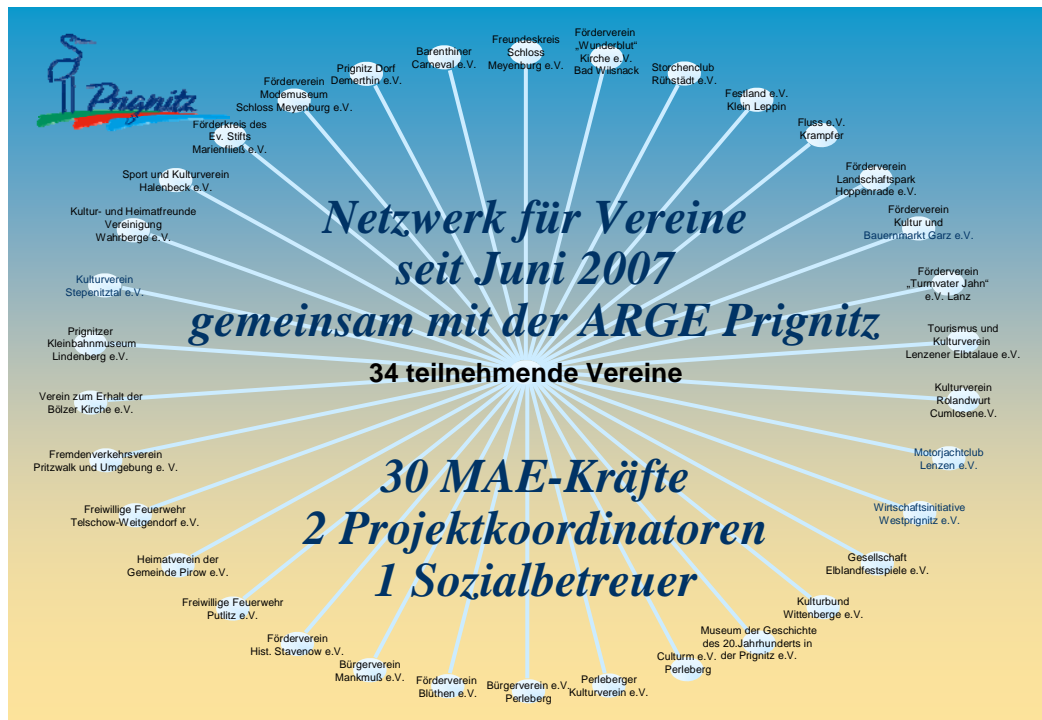 Prignitz
Freundeskreis
Schloss
Meyenburg e.V.
Förderverein
„Wunderblut“
Kirche e.V.
Bad Wilsnack
Storchenclub
Rühstädt e.V.
Festland e.V.
Klein Leppin
Fluss e.V.
Krampfer
Förderverein
Landschaftspark
Hoppenrade e.V.
Förderverein
Kultur und
Bauernmarkt Garz e.V.
Förderverein
„Turmvater Jahn“
e.V. Lanz
Tourismus und
Kulturverein
Lenzener Elbtalaue e.V.
Kulturverein
Rolandwurt
Cumlosene.V.
Motorjachtclub
Lenzen e.V.
Wirtschaftsinitiative
Westprignitz e.V.
Gesellschaft
Elblandfestspiele e.V.
Kulturbund
Wittenberge e.V.
Museum der Geschichte
des 20.Jahrhunderts in
der Prignitz e.V.
Culturm e.V.
Perleberg
Perleberger
Kulturverein e.V.
Bürgerverein e.V.
Perleberg
Förderverein
Blüthen e.V.
Bürgerverein
Mankmuß e.V.
Förderverein
Hist. Stavenow e.V.
Freiwillige Feuerwehr
Putlitz e.V.
Heimatverein der
Gemeinde Pirow e.V.
Freiwillige Feuerwehr
Telschow-Weitgendorf e.V.
Fremdenverkehrsverein
Pritzwalk und Umgebung e. V.
Verein zum Erhalt der
Bölzer Kirche e.V.
Prignitzer
Kleinbahnmuseum
Lindenberg e.V.
Kulturverein
Stepenitztal e.V.
Kultur- und Heimatfreunde
Vereinigung
Wahrberge e.V.
Sport und Kulturverein
Halenbeck e.V.
Förderkreis des
Ev. Stifts
Marienfließ e.V.
Förderverein
Modemuseum
Schloss Meyenburg e.V.
Prignitz Dorf
Demerthin e.V.
Barenthiner
Carneval e.V.
Netzwerk für Vereine
seit Juni 2007
gemeinsam mit der ARGE Prignitz
34 teilnehmende Vereine
30 MAE-Kräfte
2 Projektkoordinatoren
1 Sozialbetreuer